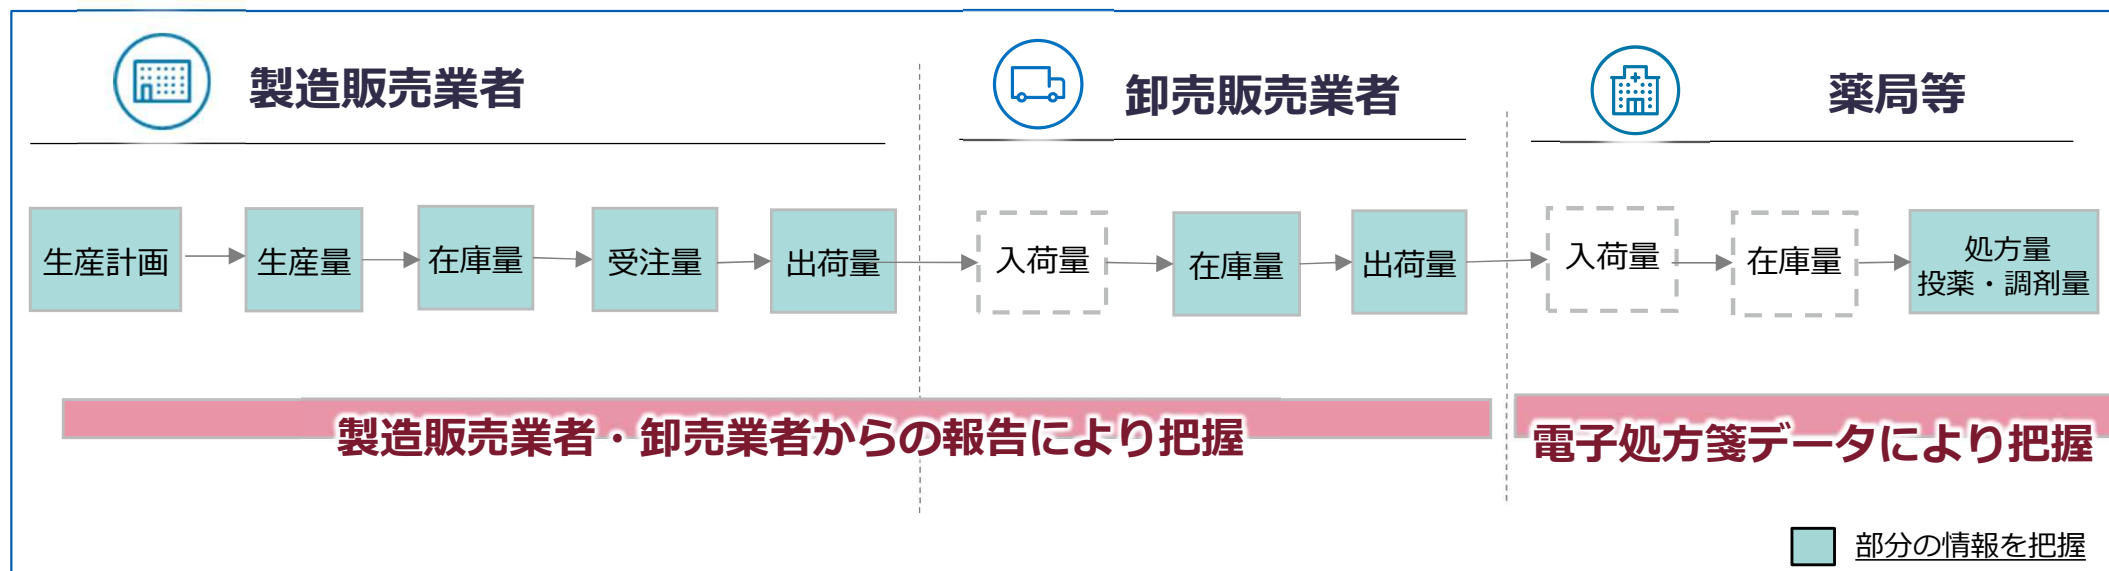 製造販売業者
卸売販売業者
薬局等
生産計画
生産量
在庫量
受注量
出荷量
入荷量
在庫量
出荷量
入荷量
在庫量
処方量
投薬・調剤量
製造販売業者・卸売業者からの報告により把握
電子処方箋データにより把握
部分の情報を把握